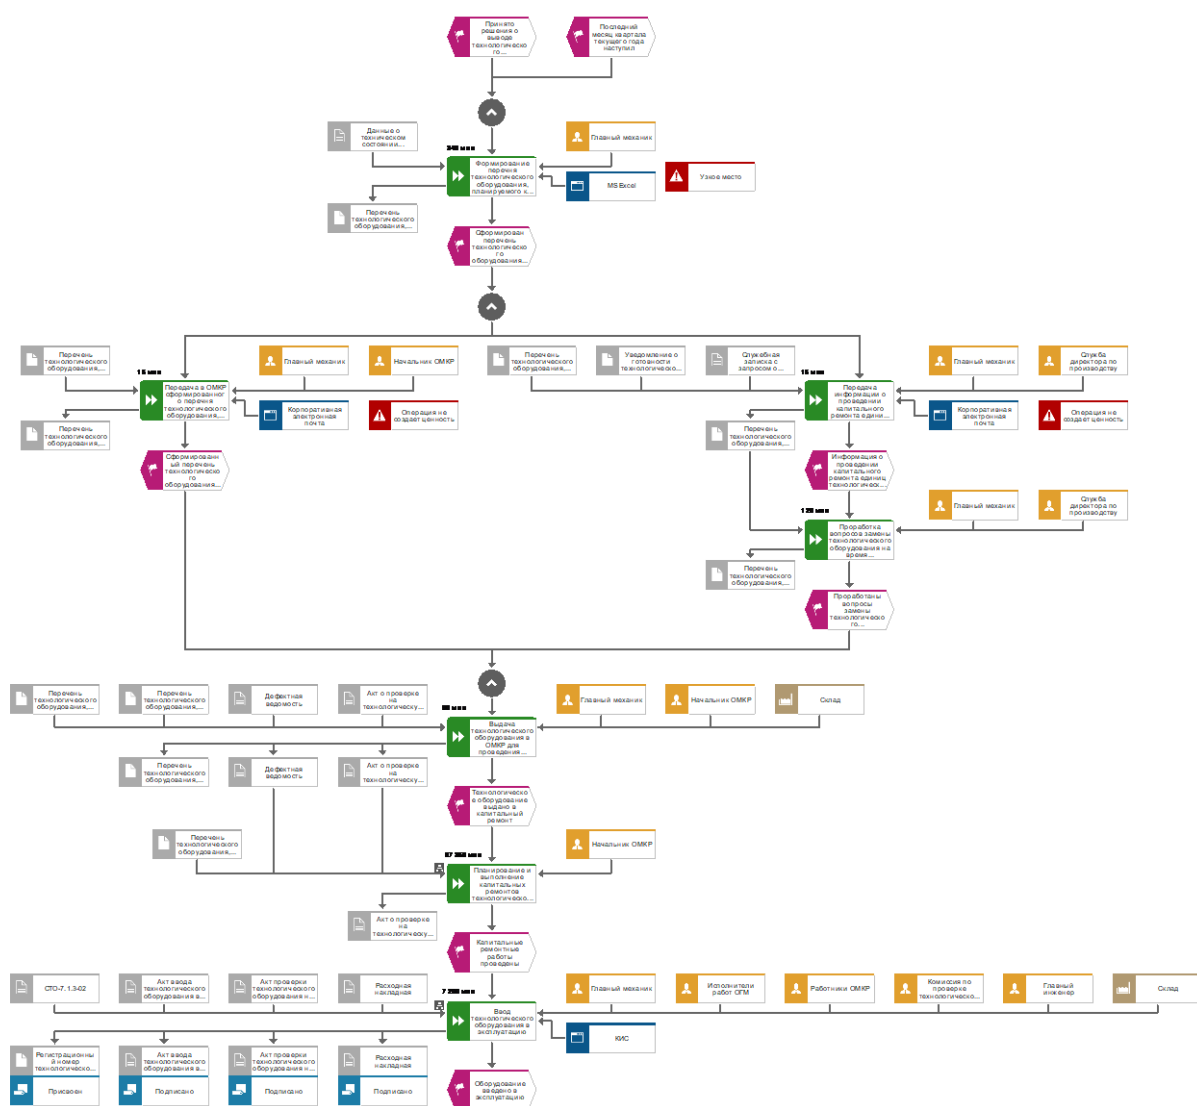 Принято
решения о
выводе
технологическо
го...
Последний
месяц квартала
текущего года
наступил
Данные о
техническом
состоянии...
Главный механик
Формирование
перечня
технологического
оборудования,
планируемого к...
MS Excel
Узкое место
Перечень
технологического
оборудования,...
Сформирован
перечень
технологическо
го
оборудования...
Перечень
технологического
оборудования,...
Главный механик
Начальник ОМКР
Перечень
технологического
оборудования,...
Уведомление о
готовности
технологическо...
Служебная
записка с
запросом о...
Главный механик
Служба
директора по
производству
15 мин
Передача в ОМКР
сформированног
о перечня
технологического
оборудования,...
Корпоративная
электронная
почта
Операция не
создает ценность
15 мин
Передача
информации о
проведении
капитального
ремонта едини...
Корпоративная
электронная
почта
Операция не
создает ценность
Перечень
технологического
оборудования,...
Перечень
технологического
оборудования,...
Сформированн
ый перечень
технологическо
го
оборудования...
Информация о
проведении
капитального
ремонта единиц
технологическ...
Главный механик
Служба
директора по
производству
Проработка
вопросов замены
технологического
оборудования на
время...
Перечень
технологического
оборудования,...
Проработаны
вопросы
замены
технологическо
го...
Перечень
технологического
оборудования,...
Перечень
технологического
оборудования,...
Дефектная
ведомость
Акт о проверке
на
технологическу...
Главный механик
Начальник ОМКР
Склад
Выдача
технологического
оборудования в
ОМКР для
проведения...
Перечень
технологического
оборудования,...
Дефектная
ведомость
Акт о проверке
на
технологическу...
Технологическо
е оборудование
выдано в
капитальный
ремонт
Перечень
технологического
оборудования,...
Начальник ОМКР
Планирование и
выполнение
капитальных
ремонтов
технологическо...
Акт о проверке
на
технологическу...
Капитальные
ремонтные
работы
проведены
СТО-7.1.3-02
Акт ввода
технологического
оборудования в...
Акт проверки
технологического
оборудования н...
Расходная
накладная
Главный механик
Исполнители
работ ОГМ
Работники ОМКР
Комиссия по
проверке
технологическо...
Главный
инженер
Склад
Ввод
технологического
оборудования в
эксплуатацию
КИС
Регистрационны
й номер
технологическо...
Акт ввода
технологического
оборудования в...
Акт проверки
технологического
оборудования н...
Расходная
накладная
Присвоен
Подписано
Подписано
Подписано
Оборудование
введено в
эксплуатацию